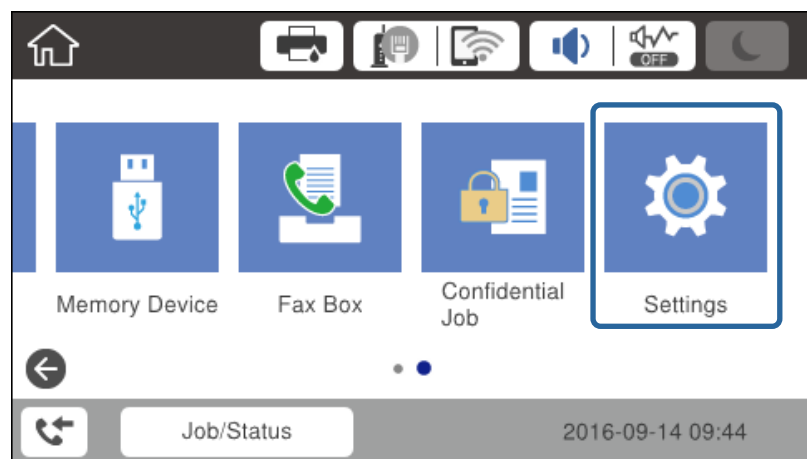 OFF
Memory Device
Fax Box
Confidential
Job
Settings
Job/Status
2016-09-14 09:44